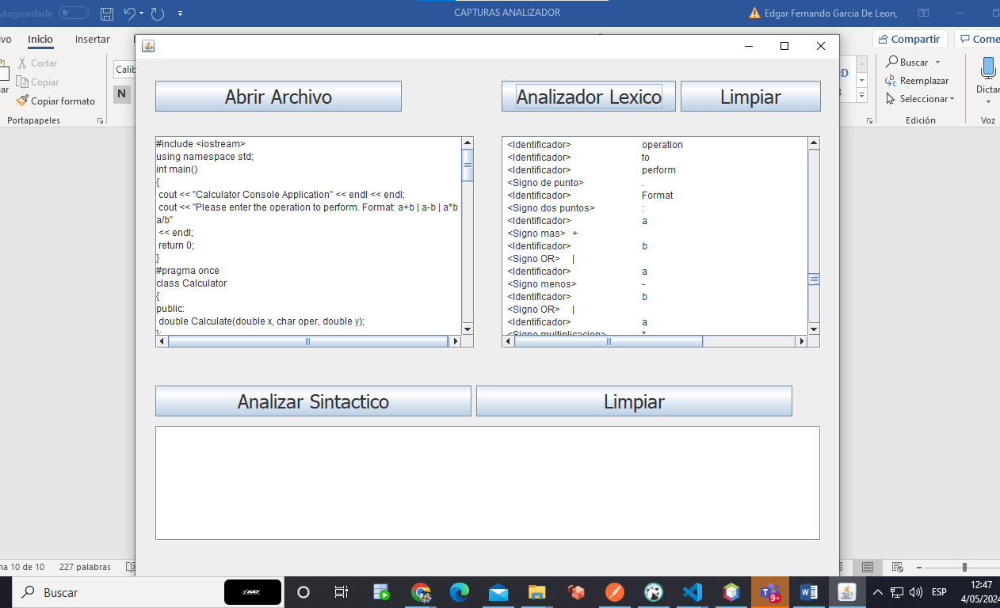 utoguardado
CAPTURAS ANALIZADOR
Edgar Fernando Garcia De Leon,
vo Inicio Insertar
Compartir Come
Cortar
Copiar
ar
Copiar formato
Portapapeles
Calib
N
Buscar
Reemplazar
Seleccionar
Edición
Dictar
Voz
Abrir Archivo
Analizador Lexico
Limpiar
#include <iostream>
using namespace std;
int main()
{
cout << "Calculator Console Application" << endl << endl;
cout << "Please enter the operation to perform. Format: a+b | a-b | a*b
a/b"
<< endl;
return 0;
}
#pragma once
class Calculator
{
public:
double Calculate(double x, char oper, double y);
};
<Identificador> operation
<Identificador> to
<Identificador> perform
<Signo de punto> .
<Identificador> Format
<Signo dos puntos> :
<Identificador> a
<Signo mas> +
<Identificador> b
<Signo OR> |
<Identificador> a
<Signo menos> -
<Identificador> b
<Signo OR> |
<Identificador> a
<Signo multiplicacion> *
Analizar Sintactico
Limpiar
na 10 de 10 227 palabras
Buscar
9+
ESP
12:47
4/05/2024